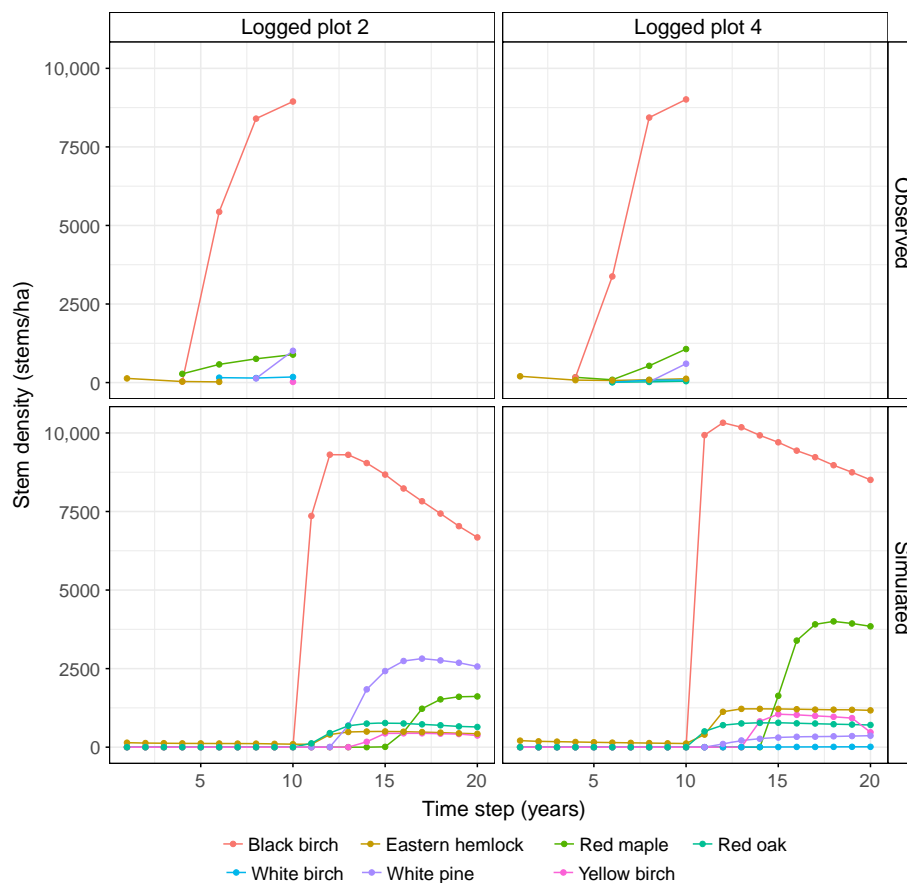 Logged plot 2
Logged plot 4
10,000
7500
5000
2500
0
Observed
10,000
7500
5000
2500
0
Simulated
Stem density (stems/ha)
5
10
15
20
5
10
15
20
Time step (years)
Black birch
Eastern hemlock
Red maple
Red oak
White birch
White pine
Yellow birch